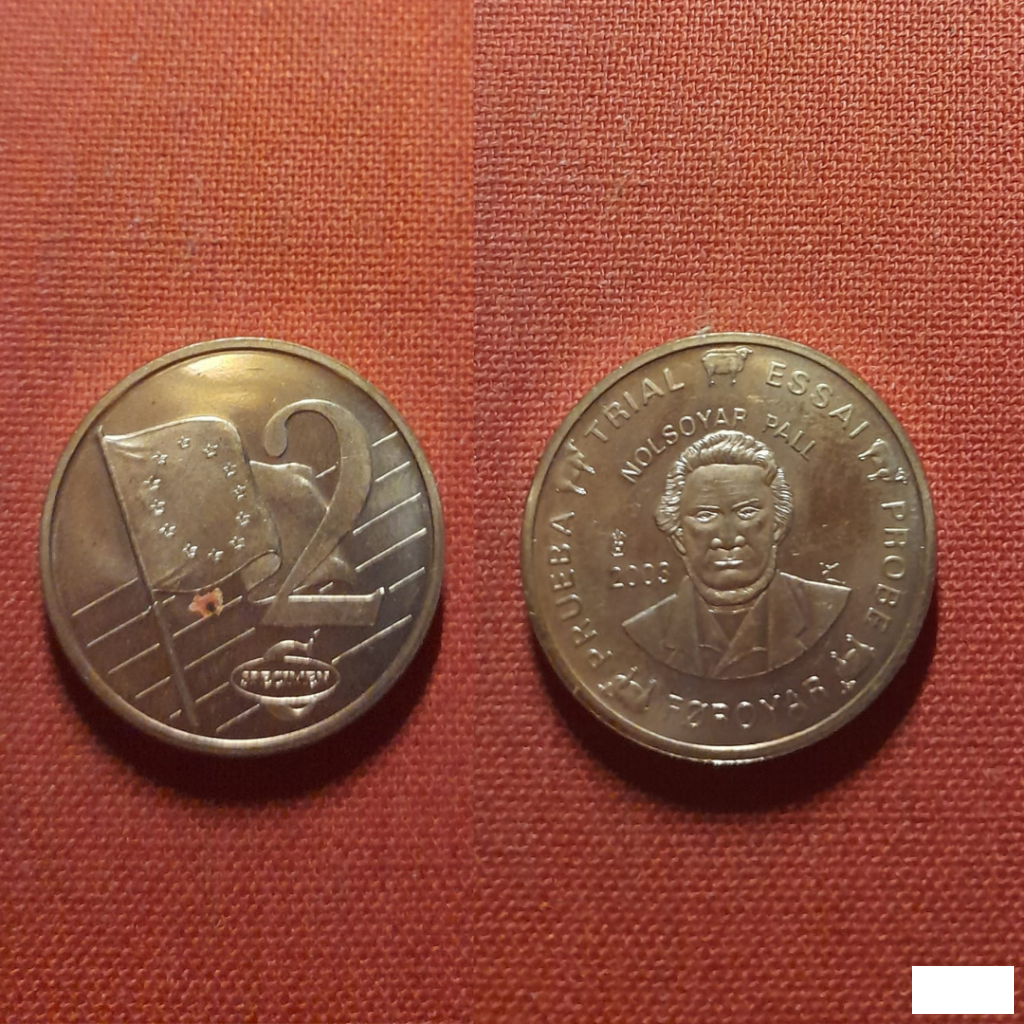 2
SPECIMEN
PRUEBA TRIAL ESSAI PROBE
NOLSOYAR PALL
2003
FØROYAR